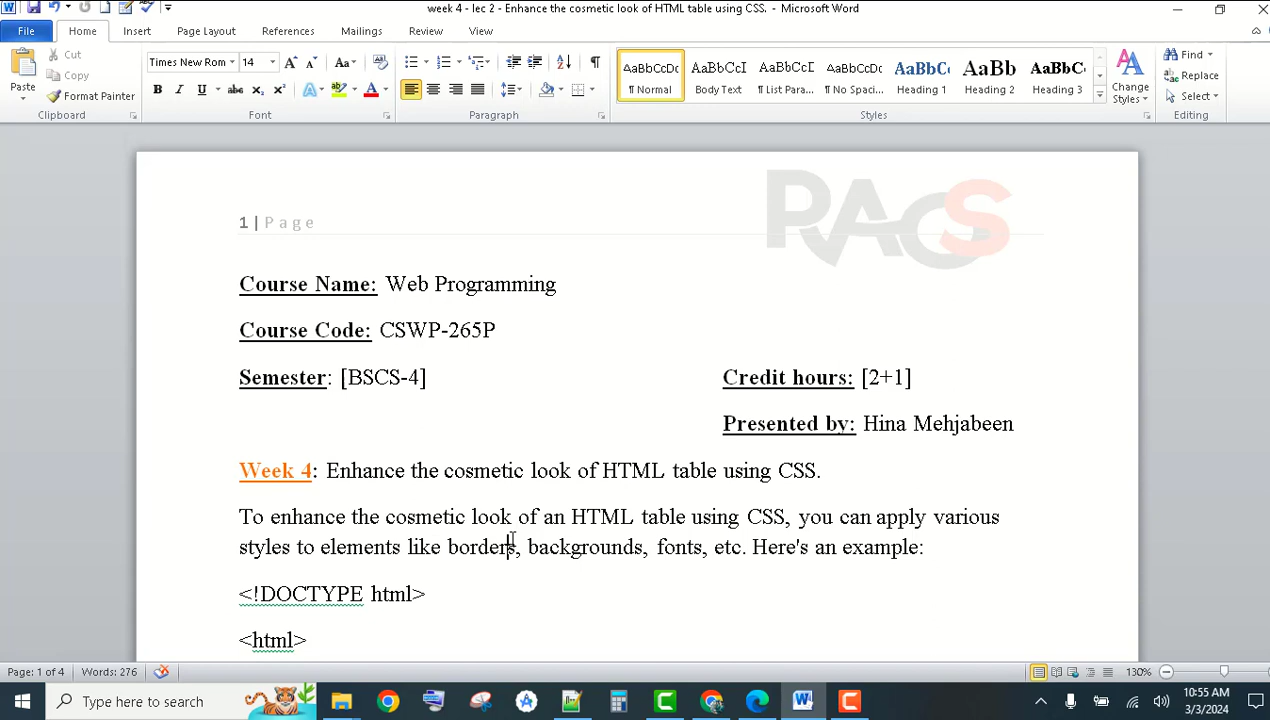 week 4 - lec 2 - Enhance the cosmetic look of HTML table using CSS. - Microsoft Word
File Home Insert Page Layout References Mailings Review View
Cut
Copy
Format Painter
Paste
Clipboard
Times New Rom 14
Aa
B I U abc x₂ x² A A
Font
Paragraph
AaBbCcDc AaBbCcI AaBbCcI AaBbCcDc AaBbC AaBb AaBbC
¶ Normal Body Text ¶ List Para... ¶ No Spaci... Heading 1 Heading 2 Heading 3
Styles
Change
Styles
Find
Replace
Select
Editing
PACS
1 | Page
Course Name: Web Programming
Course Code: CSWP-265P
Semester: [BSCS-4] Credit hours: [2+1]
Presented by: Hina Mehjabeen
Week 4: Enhance the cosmetic look of HTML table using CSS.
To enhance the cosmetic look of an HTML table using CSS, you can apply various
styles to elements like borders, backgrounds, fonts, etc. Here's an example:
<!DOCTYPE html>
<html>
Page: 1 of 4 Words: 276 130%
Type here to search
10:55 AM
3/3/2024